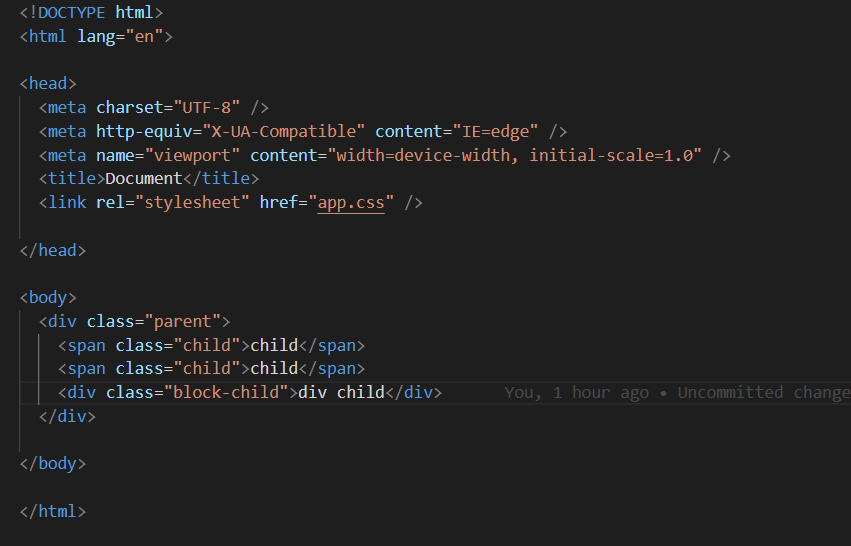 <!DOCTYPE html>
<html lang="en">
<head>
<meta charset="UTF-8" />
<meta http-equiv="X-UA-Compatible" content="IE=edge" />
<meta name="viewport" content="width=device-width, initial-scale=1.0" />
<title>Document</title>
<link rel="stylesheet" href="app.css" />
</head>
<body>
<div class="parent">
<span class="child">child</span>
<span class="child">child</span>
<div class="block-child">div child</div> You, 1 hour ago • Uncommitted change
</div>
</body>
</html>